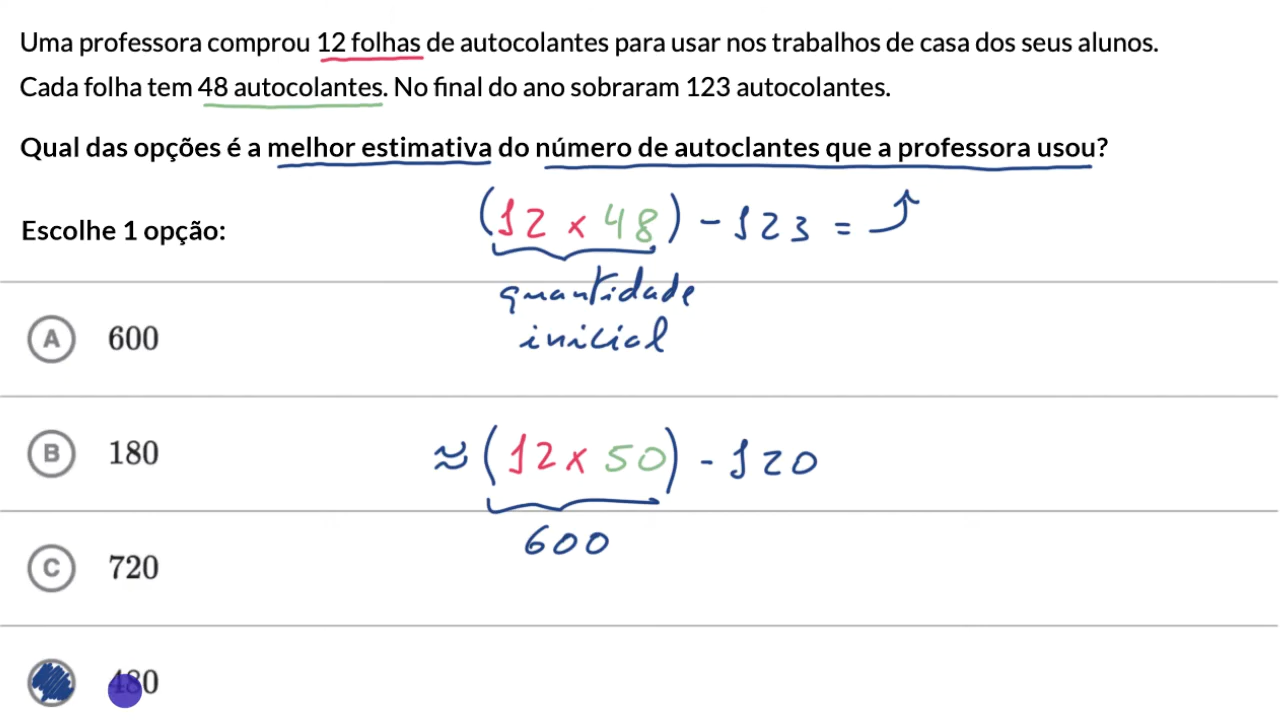 Uma professora comprou 12 folhas de autocolantes para usar nos trabalhos de casa dos seus alunos.
Cada folha tem 48 autocolantes. No final do ano sobraram 123 autocolantes.
Qual das opções é a melhor estimativa do número de autoclantes que a professora usou?
Escolhe 1 opção:
(12 × 48) - 123 =
quantidade
inicial
A 600
≈ (12 × 50) - 120
B 180
600
C 720
480